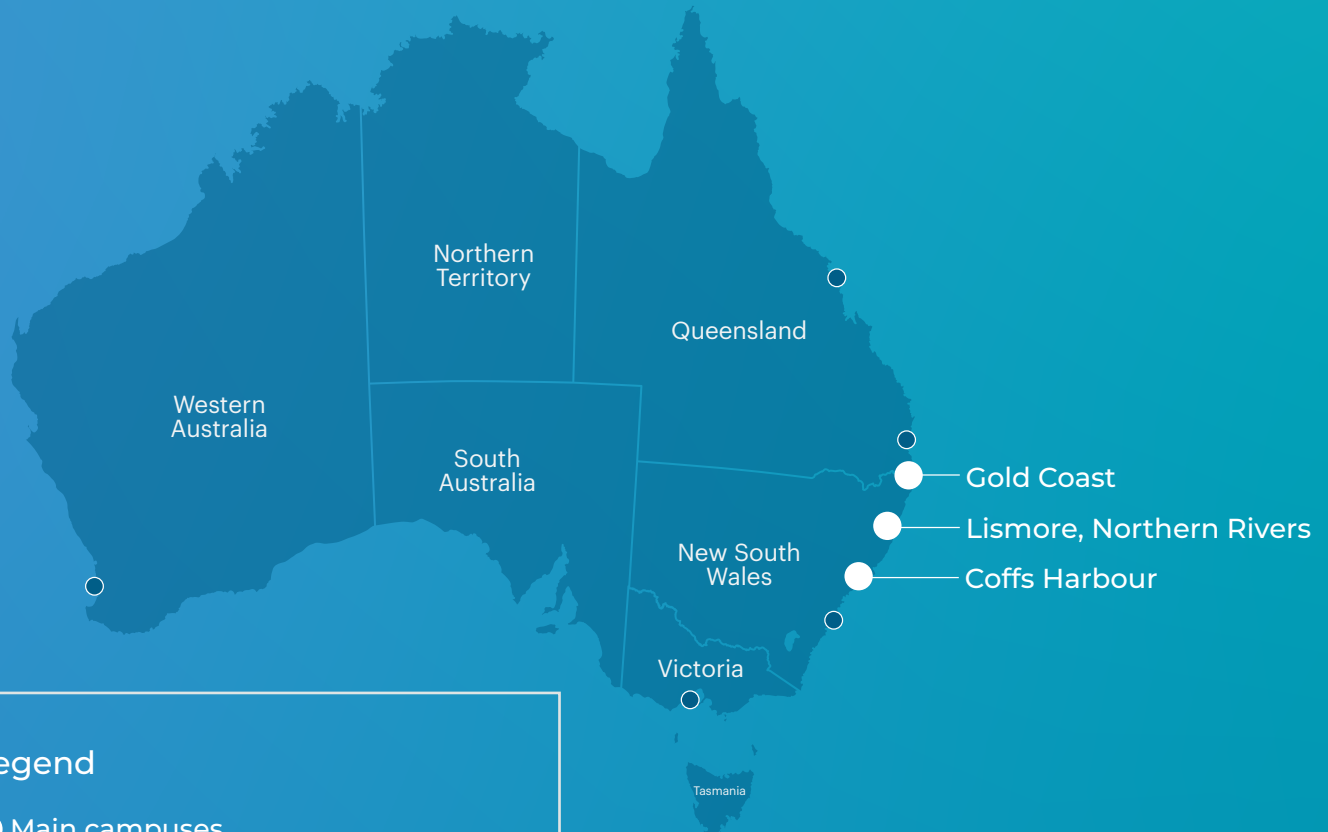 Northern
Territory
Queensland
Western
Australia
South
Australia
Gold Coast
Lismore, Northern Rivers
New South
Wales
Coffs Harbour
Victoria
Tasmania
egend
Main campuses